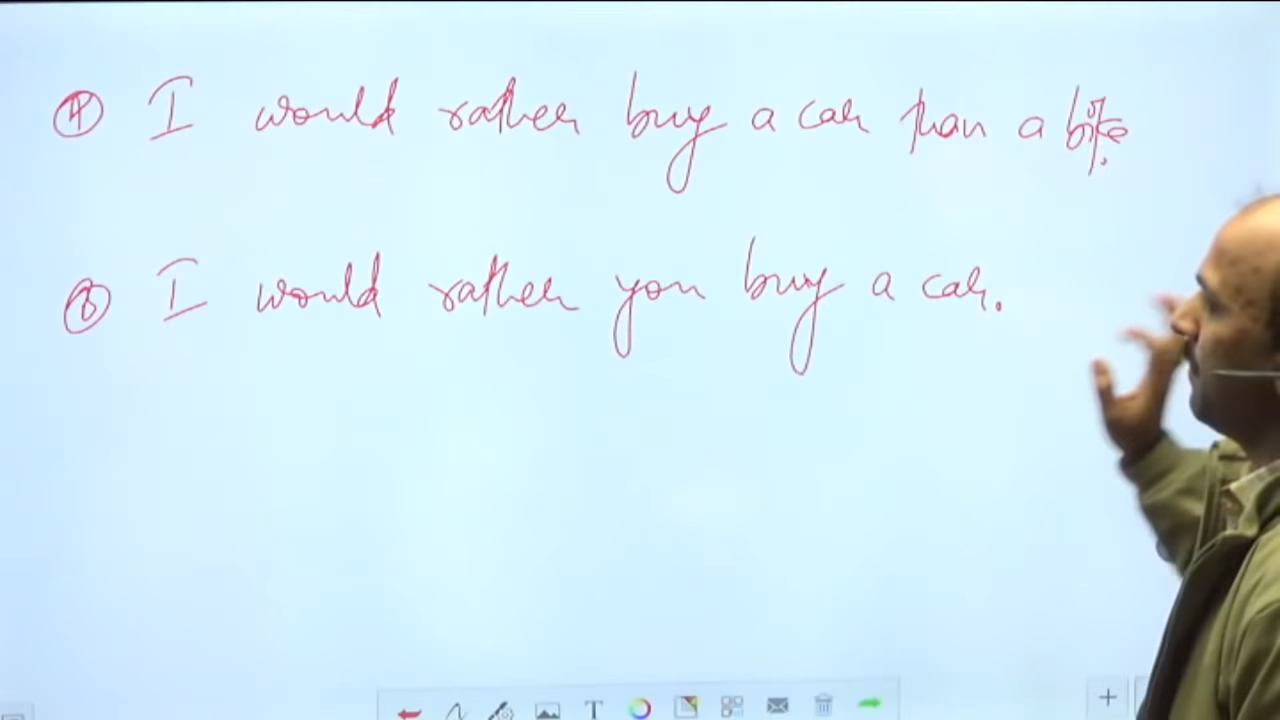 (A) I would rather buy a car than a bike.
(B) I would rather you buy a car.
T
+